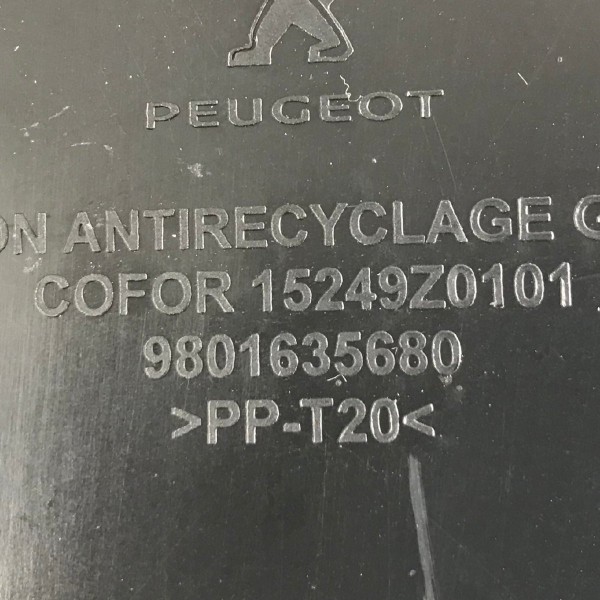 PEUGEOT
ON ANTIRECYCLAGE G
COFOR 15249Z0101
9801635680
>PP-T20<